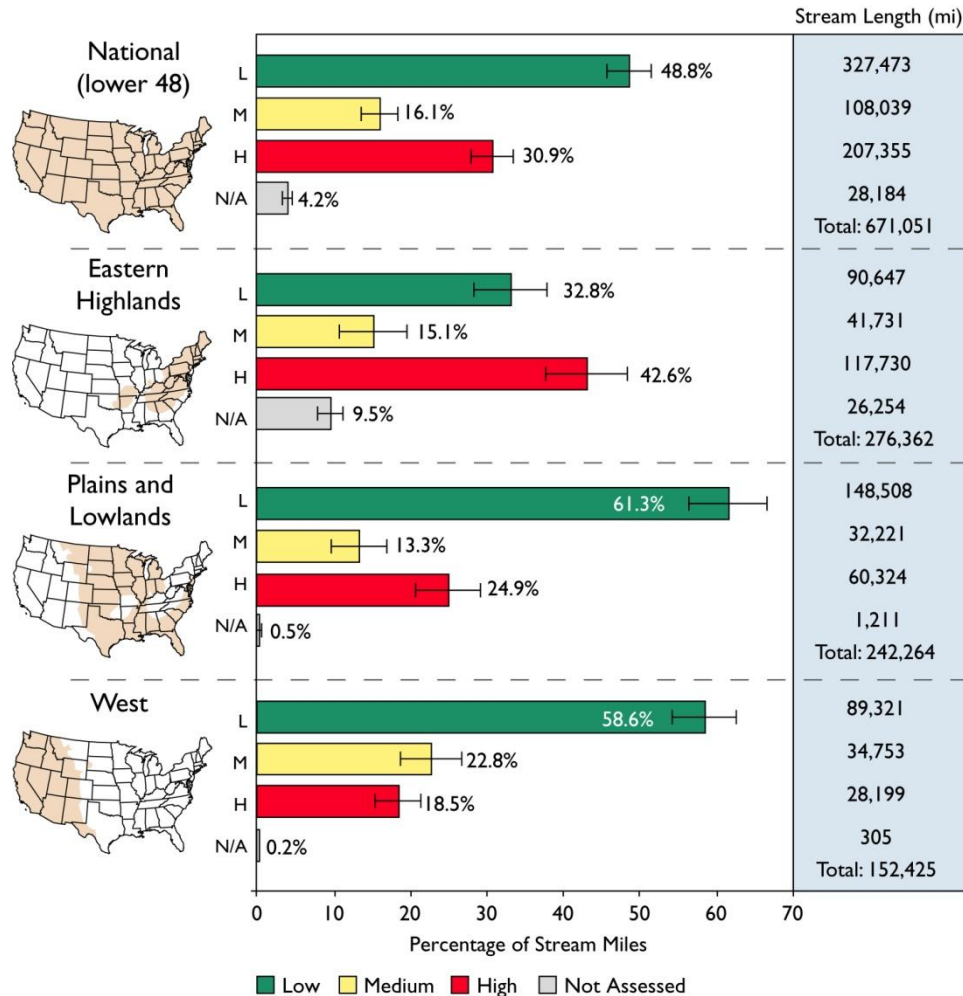 Stream Length (mi)
National
(lower 48)
L
48.8%
327,473
M
16.1%
108,039
H
30.9%
207,355
N/A
4.2%
28,184
Total: 671,051
Eastern
Highlands
L
32.8%
90,647
M
15.1%
41,731
H
42.6%
117,730
N/A
9.5%
26,254
Total: 276,362
Plains and
Lowlands
L
61.3%
148,508
M
13.3%
32,221
H
24.9%
60,324
N/A
0.5%
1,211
Total: 242,264
West
L
58.6%
89,321
M
22.8%
34,753
H
18.5%
28,199
N/A
0.2%
305
Total: 152,425
0 10 20 30 40 50 60 70
Percentage of Stream Miles
Low Medium High Not Assessed